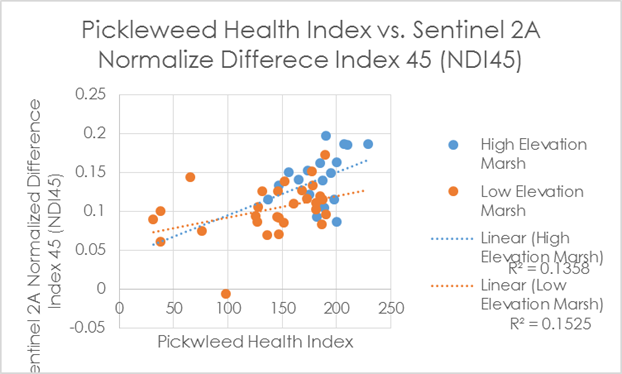 Pickleweed Health Index vs. Sentinel 2A
Normalize Differece Index 45 (NDI45)
entinel 2A Normalized Difference
Index 45 (NDI45)
0.25
0.2
0.15
0.1
0.05
0
-0.05
0
50
100
150
200
250
Pickwleed Health Index
High Elevation
Marsh
Low Elevation
Marsh
Linear (High
Elevation Marsh)
R² = 0.1358
Linear (Low
Elevation Marsh)
R² = 0.1525